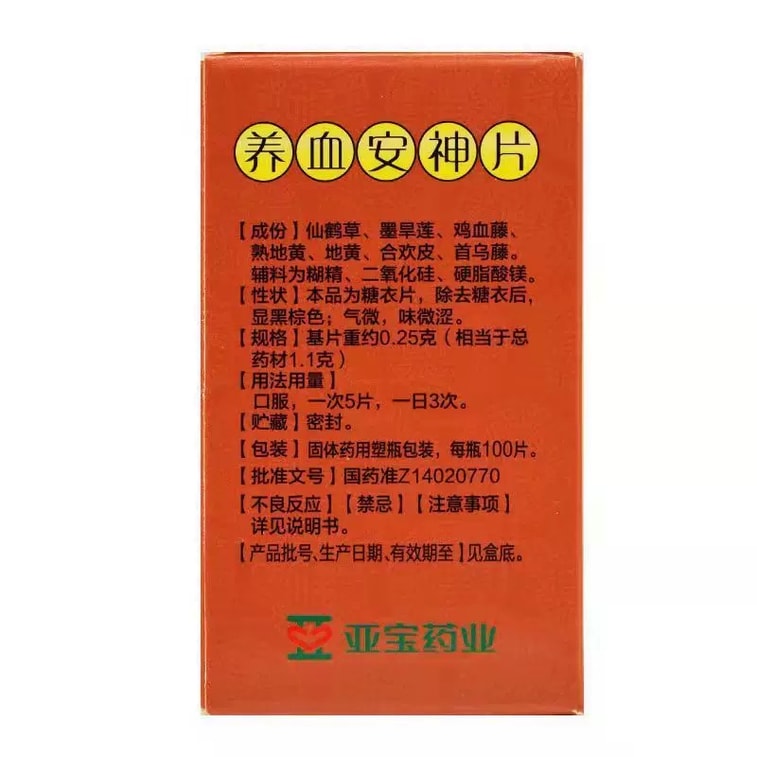 养血安神片
【成份】仙鹤草、墨旱莲、鸡血藤、
熟地黄、地黄、合欢皮、首乌藤。
辅料为糊精、二氧化硅、硬脂酸镁。
【性状】本品为糖衣片，除去糖衣后，
显黑棕色；气微，味微涩。
【规格】基片重约0.25克（相当于总
药材1.1克）
【用法用量】
口服，一次5片，一日3次。
【贮藏】密封。
【包装】固体药用塑瓶包装，每瓶100片。
【批准文号】国药准Z14020770
【不良反应】【禁忌】【注意事项】
详见说明书。
【产品批号、生产日期、有效期至】见盒底。
亚宝药业